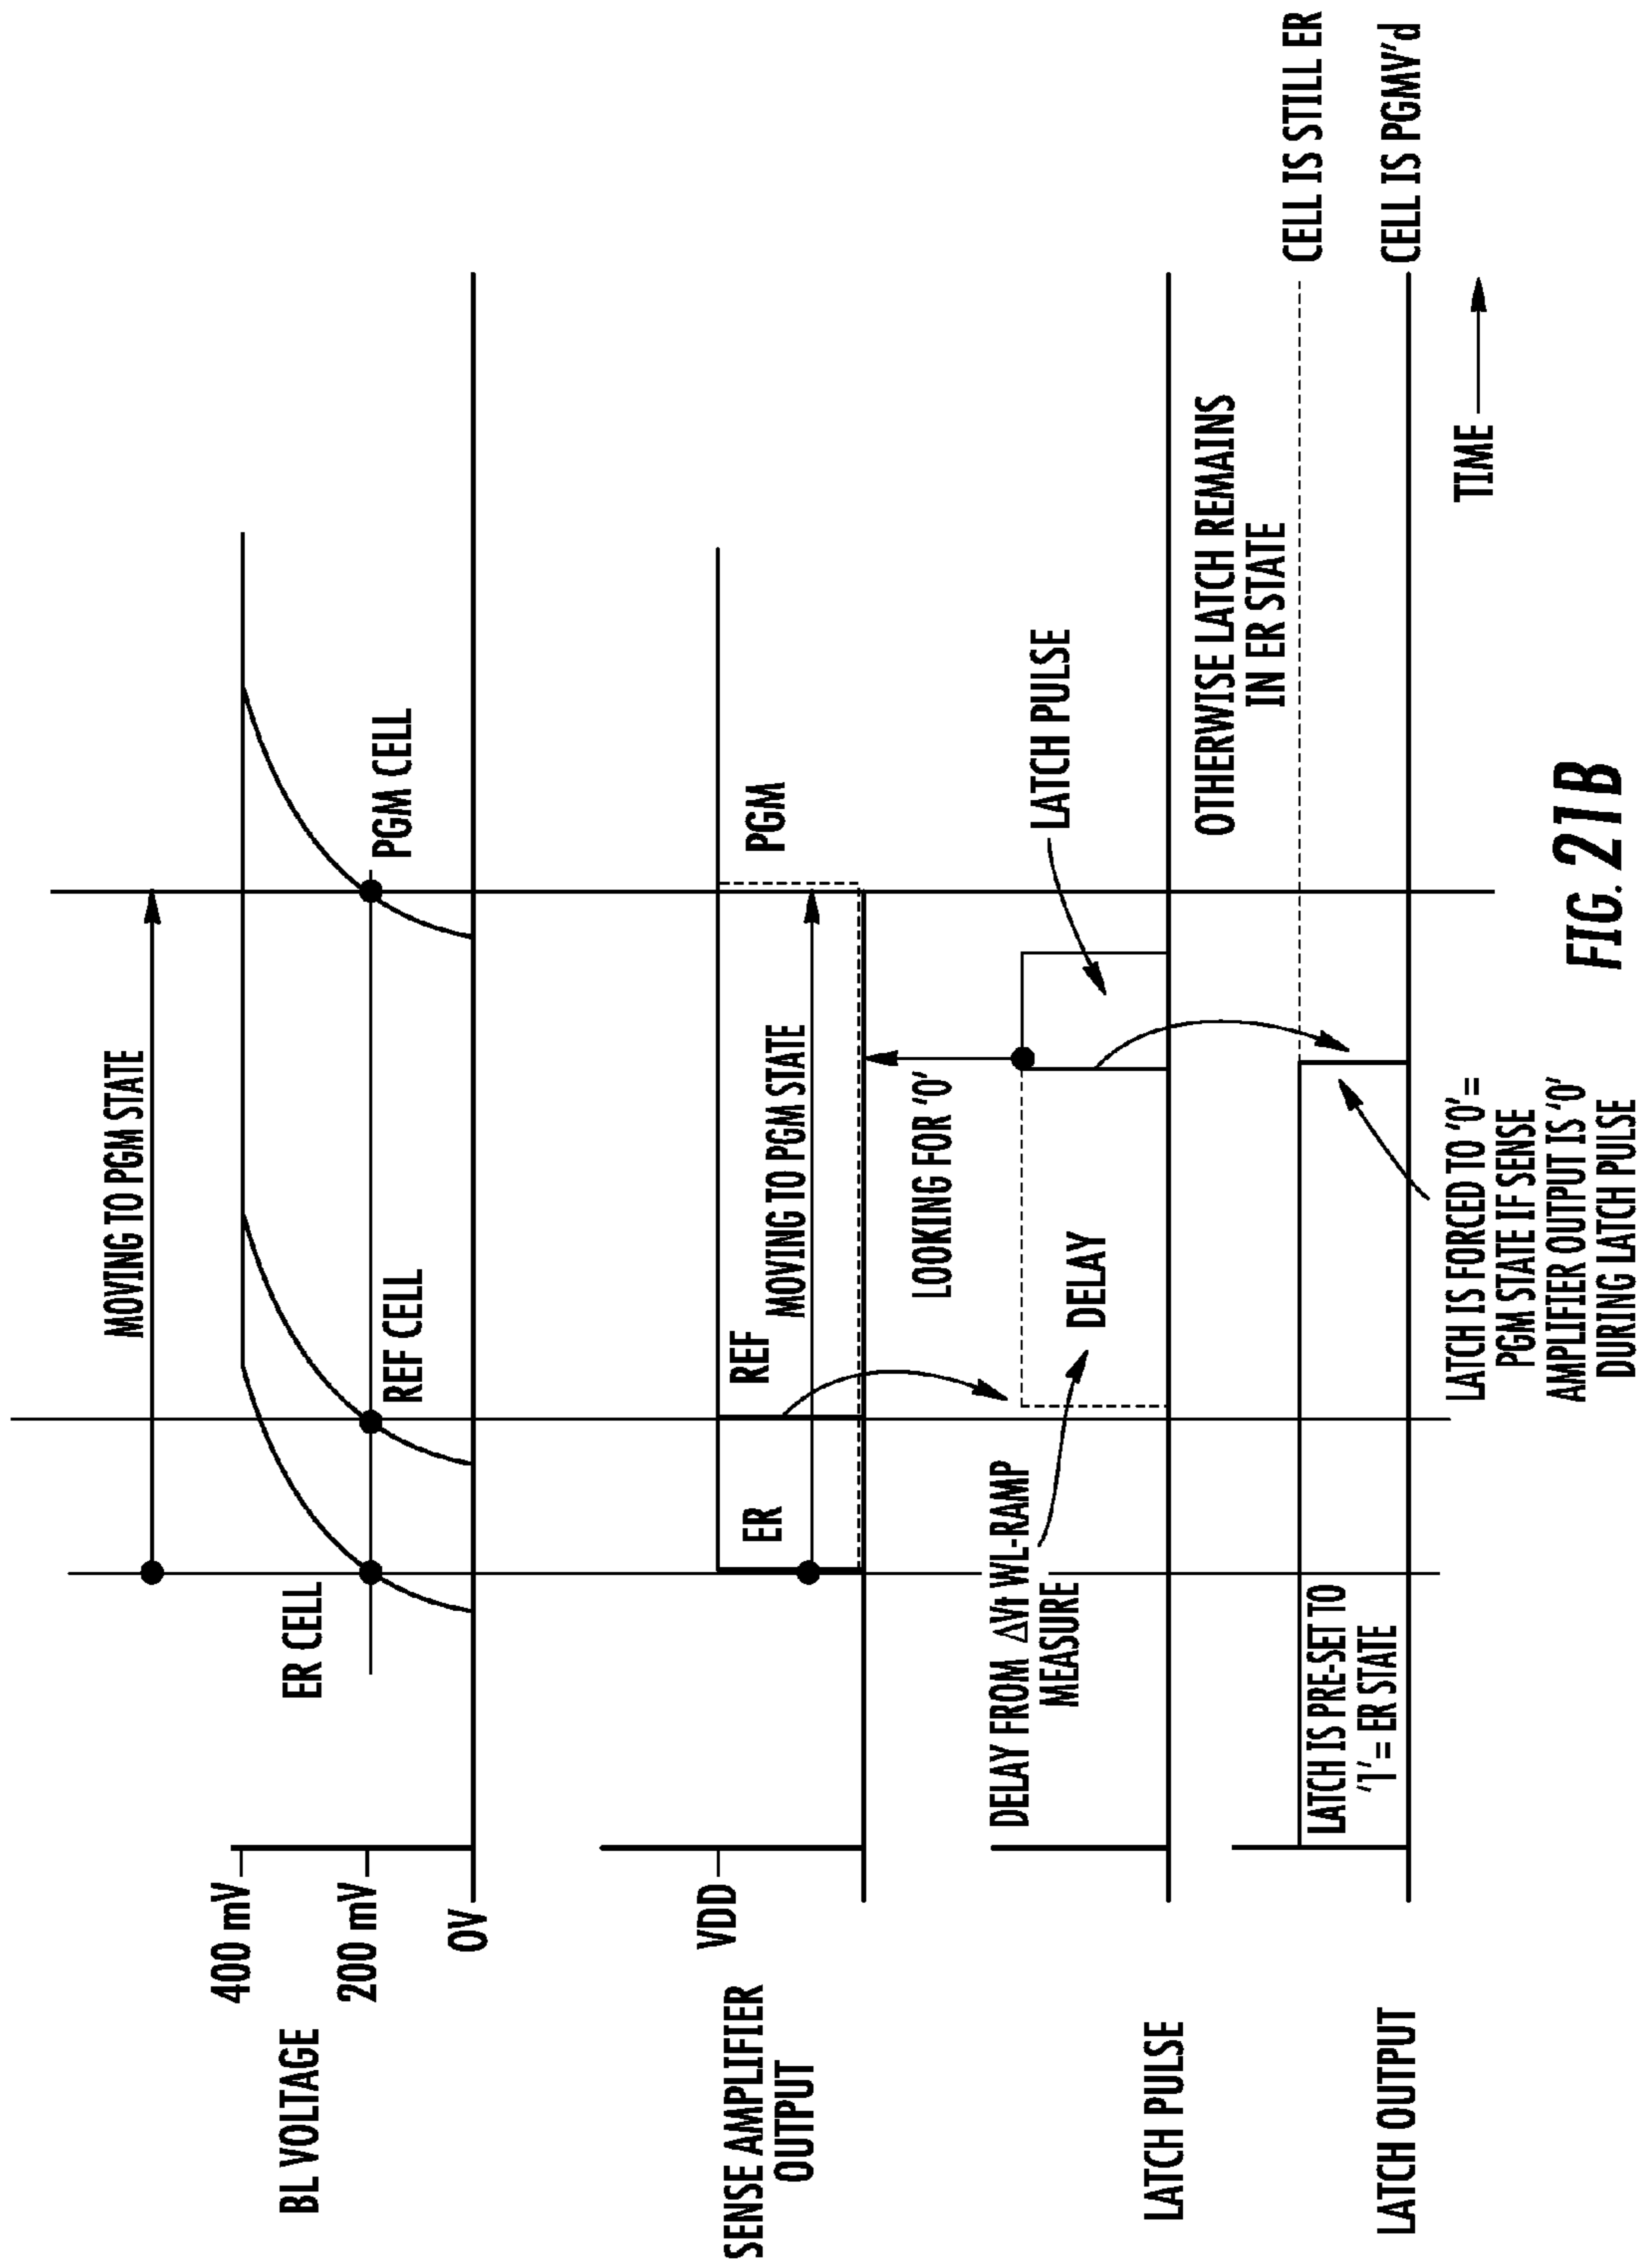 MOVING TO PGM STATE
400 mV
BL VOLTAGE
ER CELL
200 mV
REF CELL
PGM CELL
0V
VDD
SENSE AMPLIFIER
OUTPUT
ER
REF
PGM
MOVING TO PGM STATE
LOOKING FOR '0'
DELAY FROM ΔVt WL-RAMP
MEASURE
DELAY
LATCH PULSE
LATCH PULSE
OTHERWISE LATCH REMAINS
IN ER STATE
CELL IS STILL ER
LATCH IS PRE-SET TO
'1' = ER STATE
LATCH OUTPUT
CELL IS PGMV'd
LATCH IS FORCED TO '0' =
PGM STATE IF SENSE
AMPLIFIER OUTPUT IS '0'
DURING LATCH PULSE
TIME
FIG. 21B